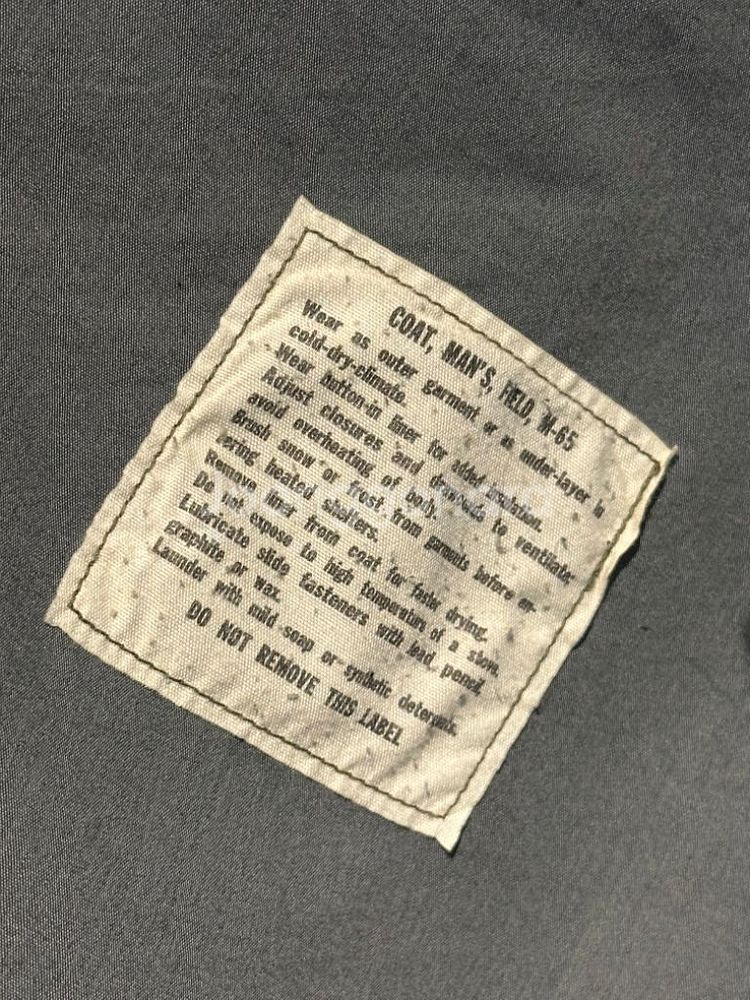 COAT, MAN'S, FIELD, M-65
Wear as outer garment or as under-layer in
cold-dry-climate.
Wear button-in liner for added insulation.
Adjust closures and drawcords to ventilate-
avoid overheating of body.
Brush snow or frost from garments before en-
tering heated shelters.
Remove liner from coat for faster drying.
Do not expose to high temperature of a stove.
Lubricate slide fasteners with lead pencil,
graphite or wax.
Launder with mild soap or synthetic detergents.
DO NOT REMOVE THIS LABEL